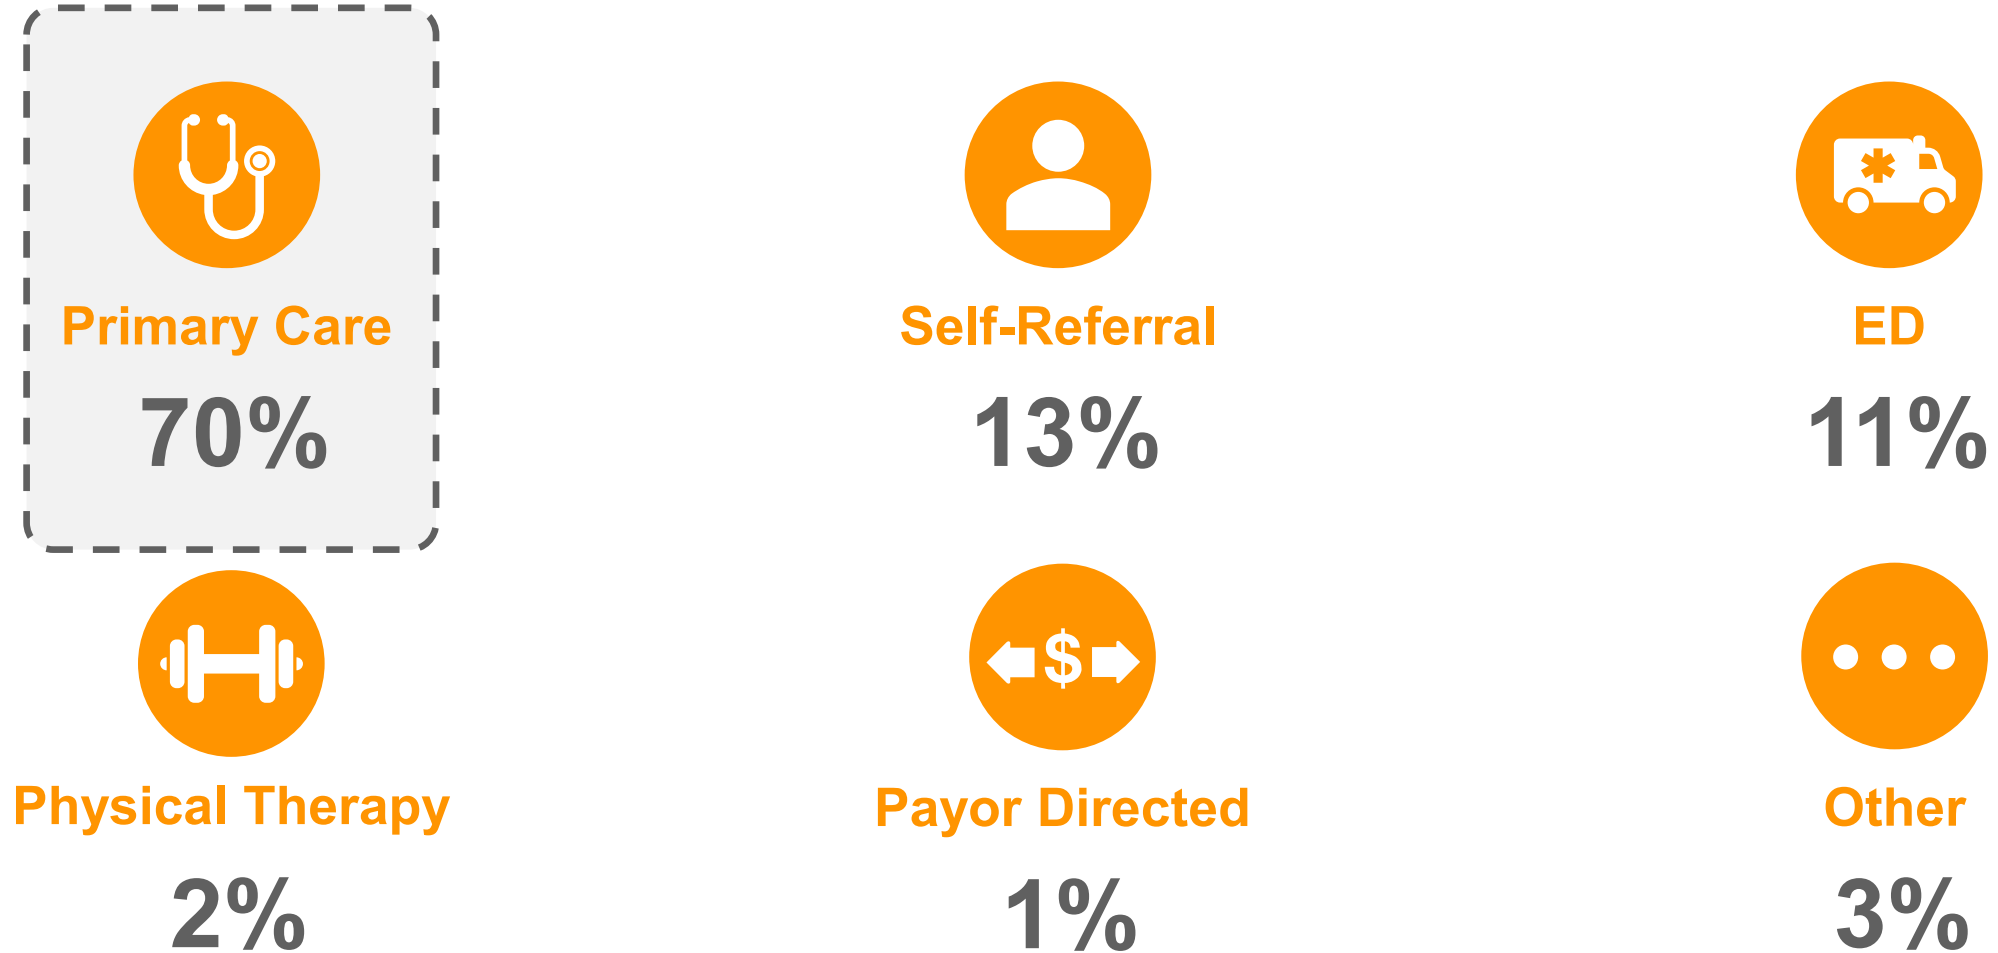 Primary Care
70%
Self-Referral
13%
ED
11%
Physical Therapy
2%
$
Payor Directed
1%
Other
3%